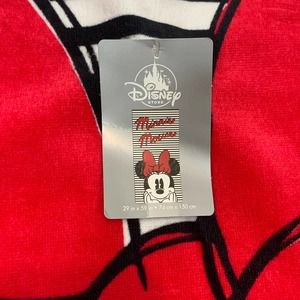 Disney
STORE
Minnie
Mouse
29 in x 59 in • 74 cm x 150 cm